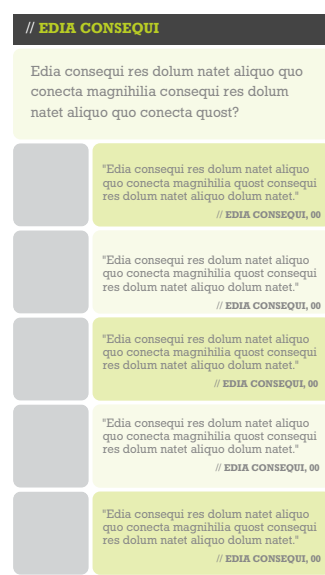 // EDIA CONSEQUI
Edia consequi res dolum natet aliquo quo
conecta magnihilia consequi res dolum
natet aliquo quo conecta quost?
"Edia consequi res dolum natet aliquo
quo conecta magnihilia quost consequi
res dolum natet aliquo dolum natet."
// EDIA CONSEQUI, 00
"Edia consequi res dolum natet aliquo
quo conecta magnihilia quost consequi
res dolum natet aliquo dolum natet."
// EDIA CONSEQUI, 00
"Edia consequi res dolum natet aliquo
quo conecta magnihilia quost consequi
res dolum natet aliquo dolum natet."
// EDIA CONSEQUI, 00
"Edia consequi res dolum natet aliquo
quo conecta magnihilia quost consequi
res dolum natet aliquo dolum natet."
// EDIA CONSEQUI, 00
"Edia consequi res dolum natet aliquo
quo conecta magnihilia quost consequi
res dolum natet aliquo dolum natet."
// EDIA CONSEQUI, 00